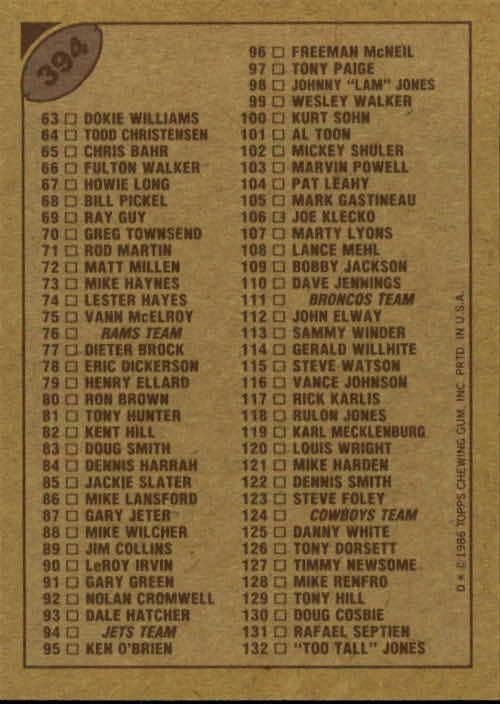 394
63 □ DOKIE WILLIAMS
64 □ TODD CHRISTENSEN
65 □ CHRIS BAHR
66 □ FULTON WALKER
67 □ HOWIE LONG
68 □ BILL PICKEL
69 □ RAY GUY
70 □ GREG TOWNSEND
71 □ ROD MARTIN
72 □ MATT MILLEN
73 □ MIKE HAYNES
74 □ LESTER HAYES
75 □ VANN McELROY
76 □ RAMS TEAM
77 □ DIETER BROCK
78 □ ERIC DICKERSON
79 □ HENRY ELLARD
80 □ RON BROWN
81 □ TONY HUNTER
82 □ KENT HILL
83 □ DOUG SMITH
84 □ DENNIS HARRAH
85 □ JACKIE SLATER
86 □ MIKE LANSFORD
87 □ GARY JETER
88 □ MIKE WILCHER
89 □ JIM COLLINS
90 □ LeROY IRVIN
91 □ GARY GREEN
92 □ NOLAN CROMWELL
93 □ DALE HATCHER
94 □ JETS TEAM
95 □ KEN O'BRIEN
96 □ FREEMAN McNEIL
97 □ TONY PAIGE
98 □ JOHNNY "LAM" JONES
99 □ WESLEY WALKER
100 □ KURT SOHN
101 □ AL TOON
102 □ MICKEY SHULER
103 □ MARVIN POWELL
104 □ PAT LEAHY
105 □ MARK GASTINEAU
106 □ JOE KLECKO
107 □ MARTY LYONS
108 □ LANCE MEHL
109 □ BOBBY JACKSON
110 □ DAVE JENNINGS
111 □ BRONCOS TEAM
112 □ JOHN ELWAY
113 □ SAMMY WINDER
114 □ GERALD WILLHITE
115 □ STEVE WATSON
116 □ VANCE JOHNSON
117 □ RICK KARLIS
118 □ RULON JONES
119 □ KARL MECKLENBURG
120 □ LOUIS WRIGHT
121 □ MIKE HARDEN
122 □ DENNIS SMITH
123 □ STEVE FOLEY
124 □ COWBOYS TEAM
125 □ DANNY WHITE
126 □ TONY DORSETT
127 □ TIMMY NEWSOME
128 □ MIKE RENFRO
129 □ TONY HILL
130 □ DOUG COSBIE
131 □ RAFAEL SEPTIEN
132 □ "TOO TALL" JONES
D * © 1986 TOPPS CHEWING GUM, INC. PRTD. IN U.S.A.